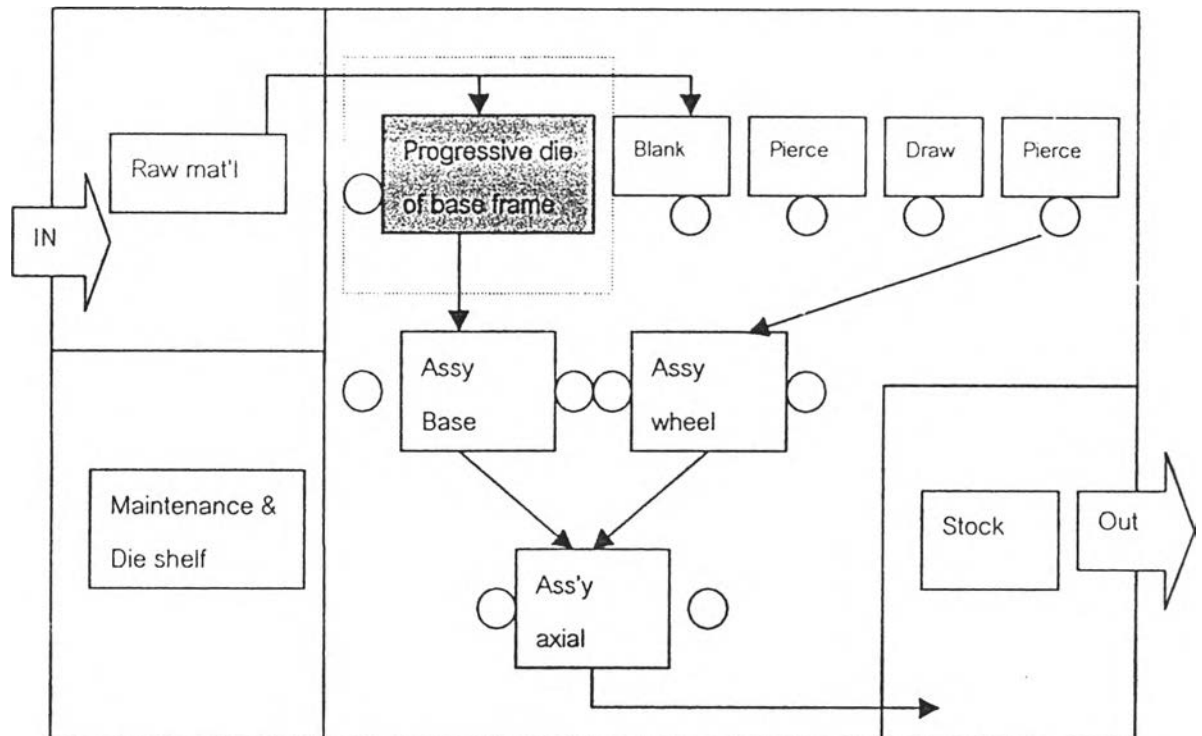 IN
Raw mat'l
Progressive die
of base frame
Blank
Pierce
Draw
Pierce
Assy
Base
Assy
wheel
Maintenance &
Die shelf
Ass'y
axial
Stock
Out